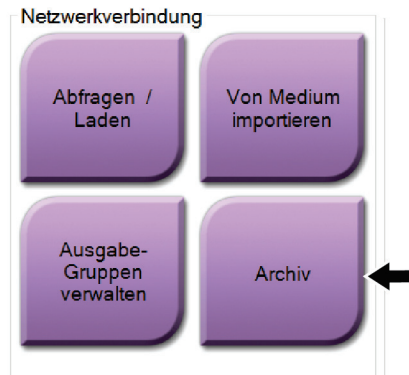 Netzwerkverbindung
Abfragen /
Laden
Von Medium
importieren
Ausgabe-
Gruppen
verwalten
Archiv